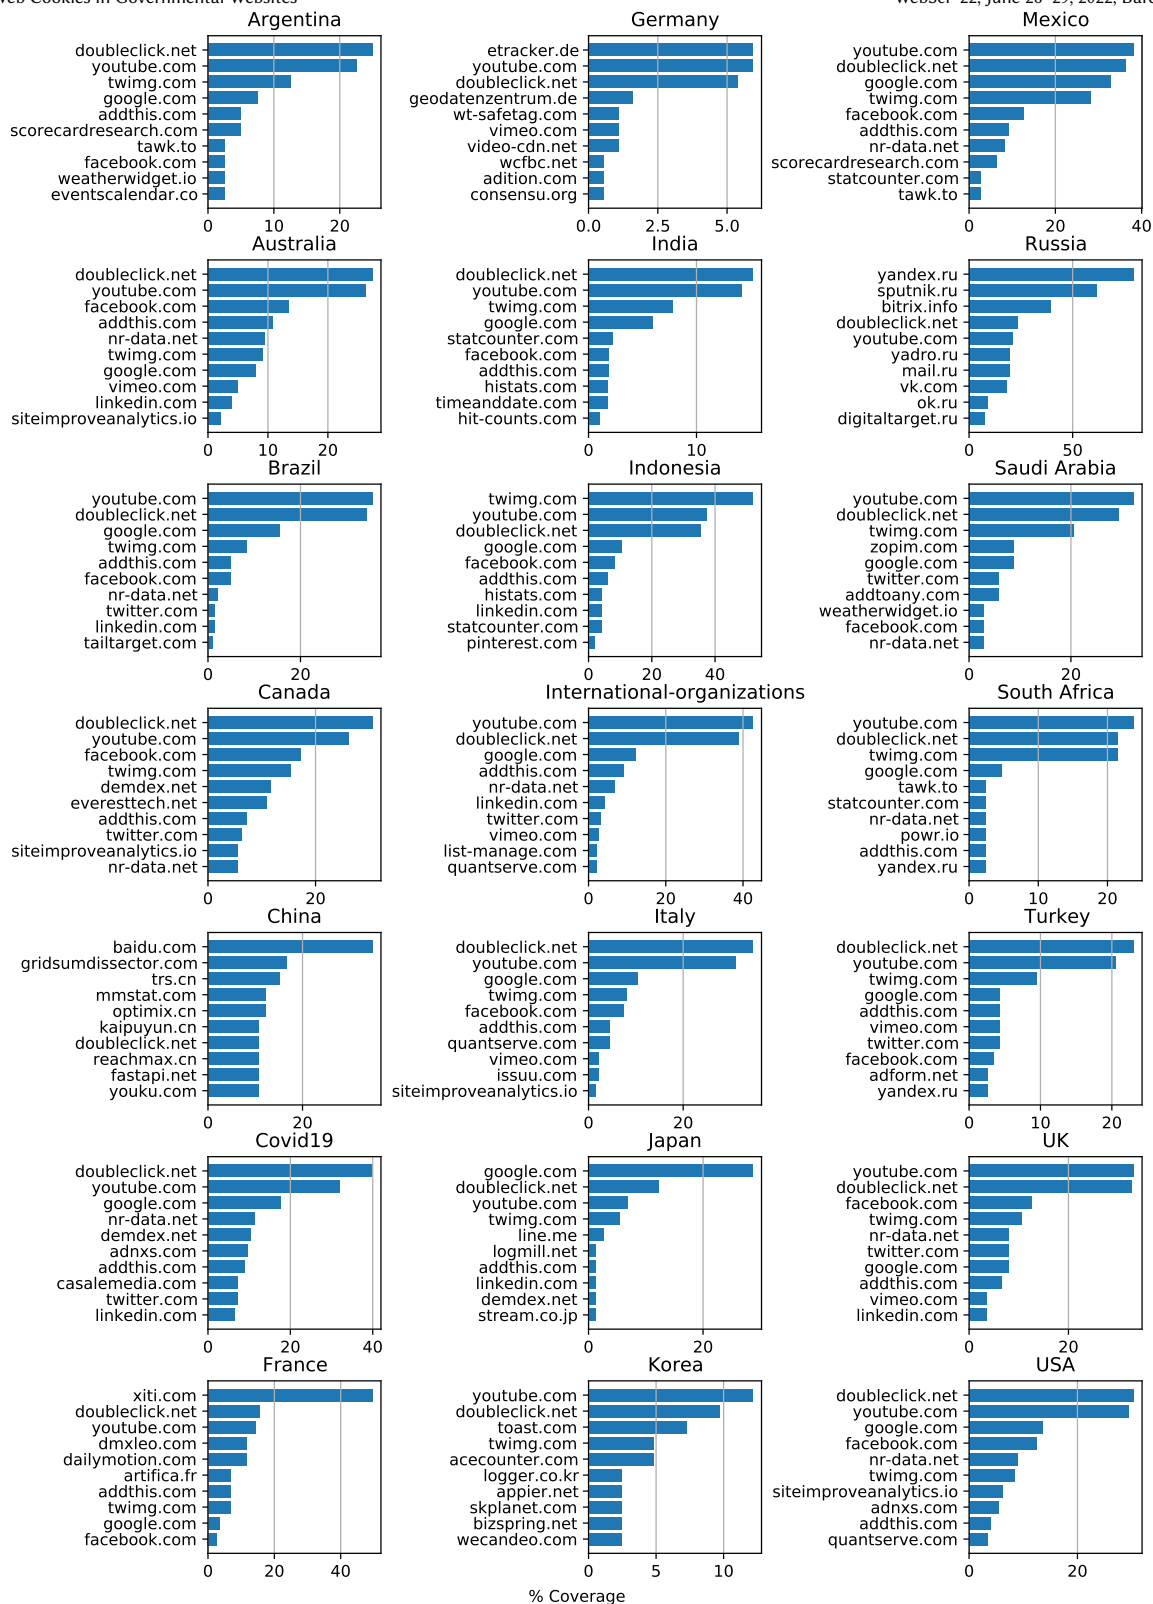 Cookies in Governmental Websites
June 26–29, 2022,
Argentina
doubleclick.net
youtube.com
twimg.com
google.com
addthis.com
scorecardresearch.com
tawk.to
facebook.com
weatherwidget.io
eventscalendar.co
0 10 20
Germany
etracker.de
youtube.com
doubleclick.net
geodatenzentrum.de
wt-safetag.com
vimeo.com
video-cdn.net
wcfbc.net
adition.com
consensu.org
0.0 2.5 5.0
Mexico
youtube.com
doubleclick.net
google.com
twimg.com
facebook.com
addthis.com
nr-data.net
scorecardresearch.com
statcounter.com
tawk.to
0 20 40
Australia
doubleclick.net
youtube.com
facebook.com
addthis.com
nr-data.net
twimg.com
google.com
vimeo.com
linkedin.com
siteimproveanalytics.io
0 10 20
India
doubleclick.net
youtube.com
twimg.com
google.com
statcounter.com
facebook.com
addthis.com
histats.com
timeanddate.com
hit-counts.com
0 10
Russia
yandex.ru
sputnik.ru
bitrix.info
doubleclick.net
youtube.com
yadro.ru
mail.ru
vk.com
ok.ru
digitaltarget.ru
0 50
Brazil
youtube.com
doubleclick.net
google.com
twimg.com
addthis.com
facebook.com
nr-data.net
twitter.com
linkedin.com
tailtarget.com
0 20
Indonesia
twimg.com
youtube.com
doubleclick.net
google.com
facebook.com
addthis.com
histats.com
linkedin.com
statcounter.com
pinterest.com
0 20 40
Saudi Arabia
youtube.com
doubleclick.net
twimg.com
zopim.com
google.com
twitter.com
addtoany.com
weatherwidget.io
facebook.com
nr-data.net
0 20
Canada
doubleclick.net
youtube.com
facebook.com
twimg.com
demdex.net
everesttech.net
addthis.com
twitter.com
siteimproveanalytics.io
nr-data.net
0 20
International-organizations
youtube.com
doubleclick.net
google.com
addthis.com
nr-data.net
linkedin.com
twitter.com
vimeo.com
list-manage.com
quantserve.com
0 20 40
South Africa
youtube.com
doubleclick.net
twimg.com
google.com
tawk.to
statcounter.com
nr-data.net
powr.io
addthis.com
yandex.ru
0 10 20
China
baidu.com
gridsumdissector.com
trs.cn
mmstat.com
optimix.cn
kaipuyun.cn
doubleclick.net
reachmax.cn
fastapi.net
youku.com
0 20
Italy
doubleclick.net
youtube.com
google.com
twimg.com
facebook.com
addthis.com
quantserve.com
vimeo.com
issuu.com
siteimproveanalytics.io
0 20
Turkey
doubleclick.net
youtube.com
twimg.com
google.com
addthis.com
vimeo.com
twitter.com
facebook.com
adform.net
yandex.ru
0 10 20
Covid19
doubleclick.net
youtube.com
google.com
nr-data.net
demdex.net
adnxs.com
addthis.com
casalemedia.com
twitter.com
linkedin.com
0 20 40
Japan
google.com
doubleclick.net
youtube.com
twimg.com
line.me
logmill.net
addthis.com
linkedin.com
demdex.net
stream.co.jp
0 20
UK
youtube.com
doubleclick.net
facebook.com
twimg.com
nr-data.net
twitter.com
google.com
addthis.com
vimeo.com
linkedin.com
0 20
France
xiti.com
doubleclick.net
youtube.com
dmxleo.com
dailymotion.com
artifica.fr
addthis.com
twimg.com
google.com
facebook.com
0 20 40
Korea
youtube.com
doubleclick.net
toast.com
twimg.com
acecounter.com
logger.co.kr
appier.net
skplanet.com
bizspring.net
wecandeo.com
0 5 10
USA
doubleclick.net
youtube.com
google.com
facebook.com
nr-data.net
twimg.com
siteimproveanalytics.io
adnxs.com
addthis.com
quantserve.com
0 20
% Coverage